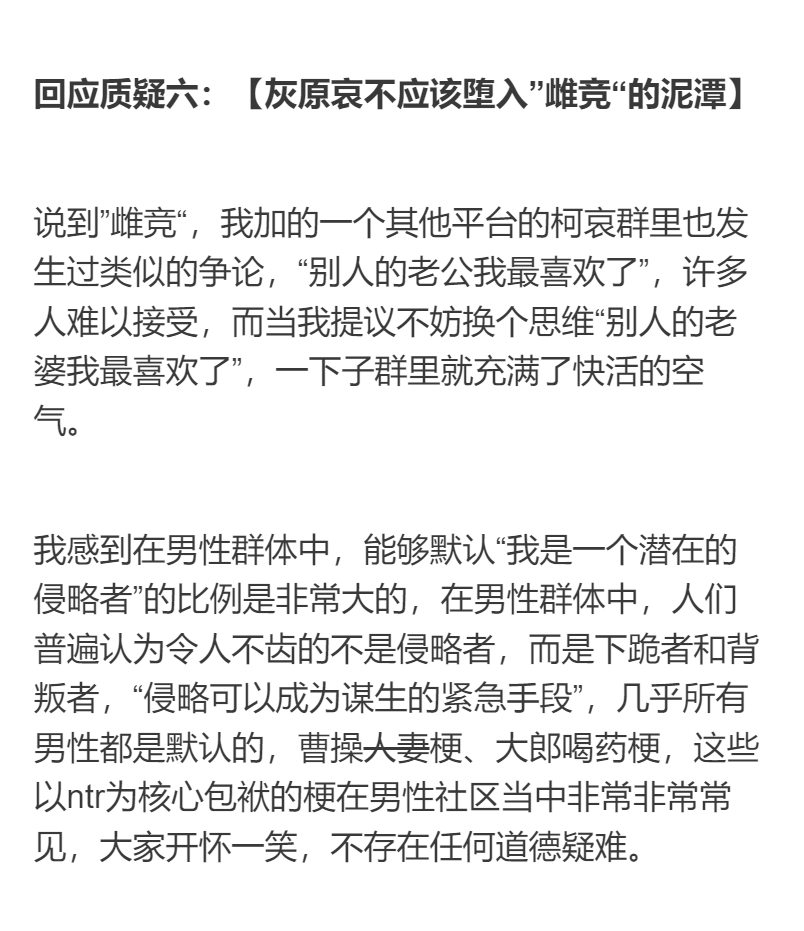 回应质疑六：【灰原哀不应该堕入”雌竞“的泥潭】
说到”雌竞“，我加的一个其他平台的柯哀群里也发
生过类似的争论，“别人的老公我最喜欢了”，许多
人难以接受，而当我提议不妨换个思维“别人的老
婆我最喜欢了”，一下子群里就充满了快活的空
气。
我感到在男性群体中，能够默认“我是一个潜在的
侵略者”的比例是非常大的，在男性群体中，人们
普遍认为令人不齿的不是侵略者，而是下跪者和背
叛者，“侵略可以成为谋生的紧急手段”，几乎所有
男性都是默认的，曹操人妻梗、大郎喝药梗，这些
以ntr为核心包袱的梗在男性社区当中非常非常常
见，大家开怀一笑，不存在任何道德疑难。